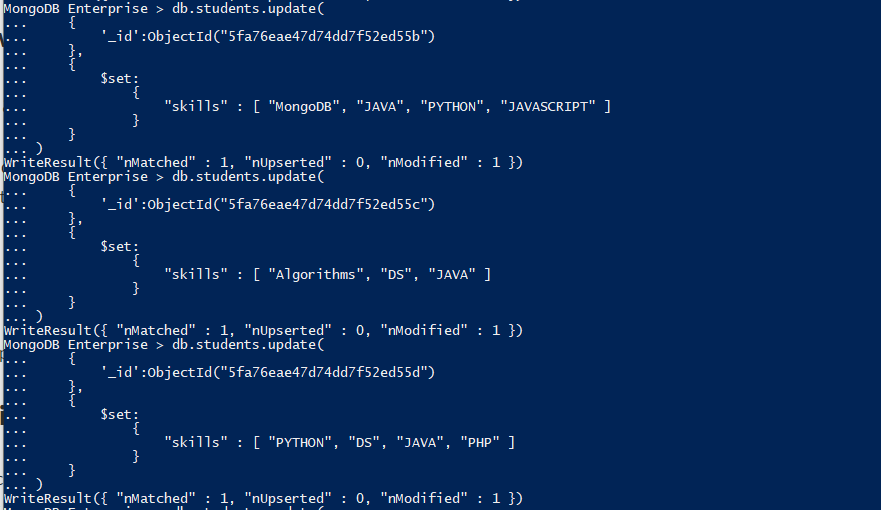 MongoDB Enterprise > db.students.update(
...     {
...         '_id':ObjectId("5fa76eae47d74dd7f52ed55b")
...     },
...     {
...         $set:
...             {
...                 "skills" : [ "MongoDB", "JAVA", "PYTHON", "JAVASCRIPT" ]
...             }
...     }
... )
WriteResult({ "nMatched" : 1, "nUpserted" : 0, "nModified" : 1 })
MongoDB Enterprise > db.students.update(
...     {
...         '_id':ObjectId("5fa76eae47d74dd7f52ed55c")
...     },
...     {
...         $set:
...             {
...                 "skills" : [ "Algorithms", "DS", "JAVA" ]
...             }
...     }
... )
WriteResult({ "nMatched" : 1, "nUpserted" : 0, "nModified" : 1 })
MongoDB Enterprise > db.students.update(
...     {
...         '_id':ObjectId("5fa76eae47d74dd7f52ed55d")
...     },
...     {
...         $set:
...             {
...                 "skills" : [ "PYTHON", "DS", "JAVA", "PHP" ]
...             }
...     }
... )
WriteResult({ "nMatched" : 1, "nUpserted" : 0, "nModified" : 1 })